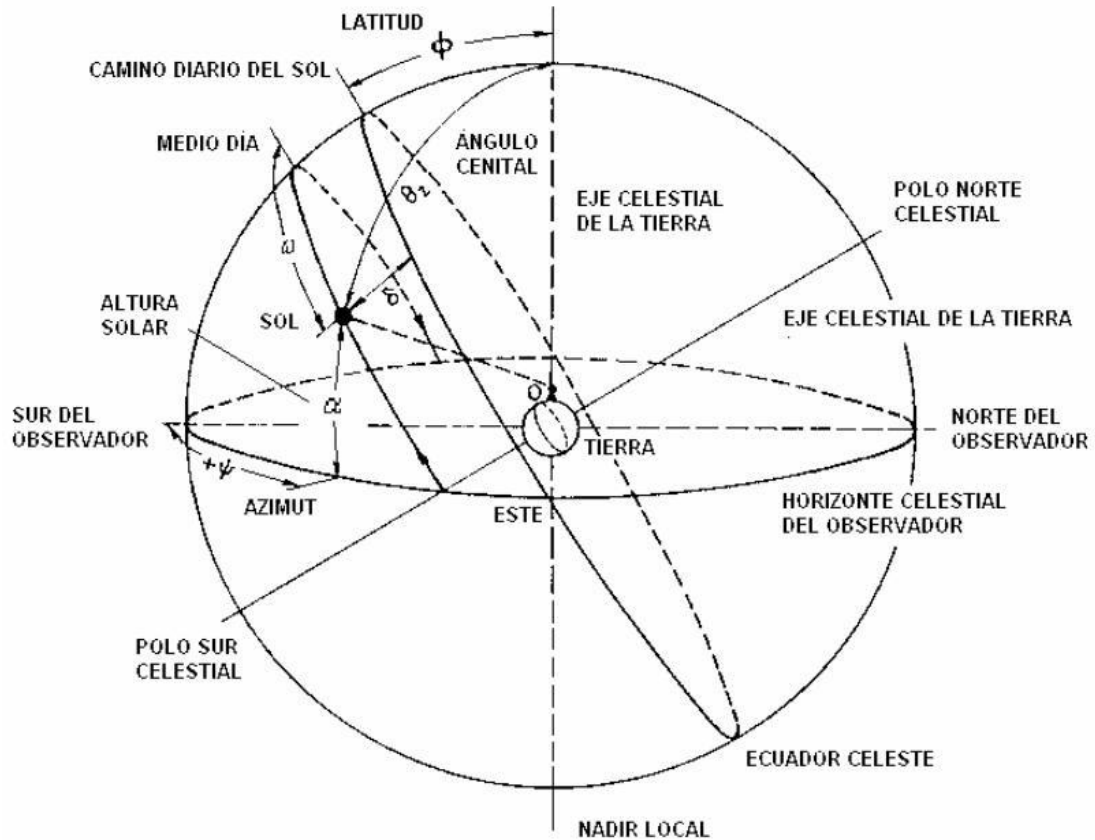 LATITUD
ϕ
CAMINO DIARIO DEL SOL
MEDIO DÍA
ÁNGULO
CENITAL
θz
EJE CELESTIAL
DE LA TIERRA
POLO NORTE
CELESTIAL
ω
δ
ALTURA
SOLAR
SOL
EJE CELESTIAL DE LA TIERRA
α
O
SUR DEL
OBSERVADOR
NORTE DEL
OBSERVADOR
TIERRA
+ψ
AZIMUT
ESTE
HORIZONTE CELESTIAL
DEL OBSERVADOR
POLO SUR
CELESTIAL
ECUADOR CELESTE
NADIR LOCAL